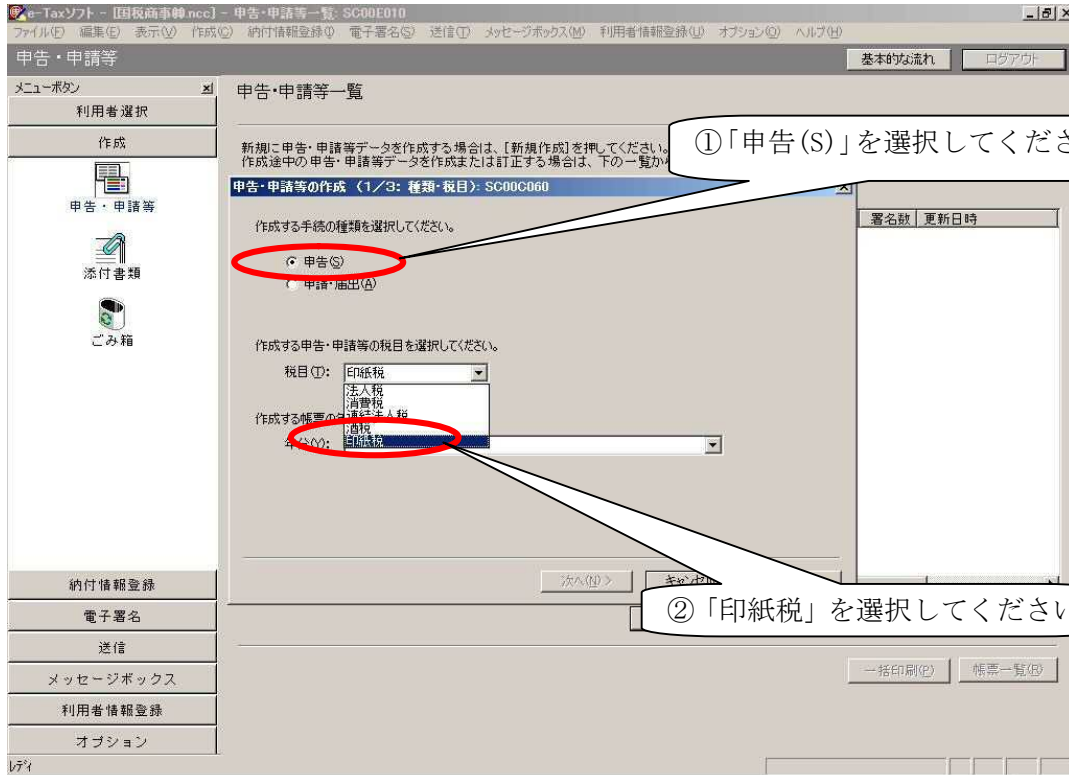 e-Taxソフト - [国税商事㈱.ncc] - 申告・申請等一覧: SC00E010
ファイル(F) 編集(E) 表示(V) 作成(C) 納付情報登録(I) 電子署名(S) 送信(T) メッセージボックス(M) 利用者情報登録(U) オプション(O) ヘルプ(H)
申告・申請等
基本的な流れ
ログアウト
メニューボタン
利用者選択
作成
申告・申請等
添付書類
ごみ箱
納付情報登録
電子署名
送信
メッセージボックス
利用者情報登録
オプション
申告・申請等一覧
新規に申告・申請等データを作成する場合は、[新規作成]を押してください。
作成途中の申告・申請等データを作成または訂正する場合は、下の一覧か
①「申告(S)」を選択してくださ
申告・申請等の作成 (1/3: 種類・税目): SC00C060
作成する手続の種類を選択してください。
申告(S)
申請・届出(A)
署名数 更新日時
作成する申告・申請等の税目を選択してください。
税目(T): 印紙税
法人税
消費税
連結法人税
酒税
印紙税
作成する帳票の
年分(Y):
次へ(N) >
キャンセル
②「印紙税」を選択してください
一括印刷(P)
帳票一覧(R)
レディ